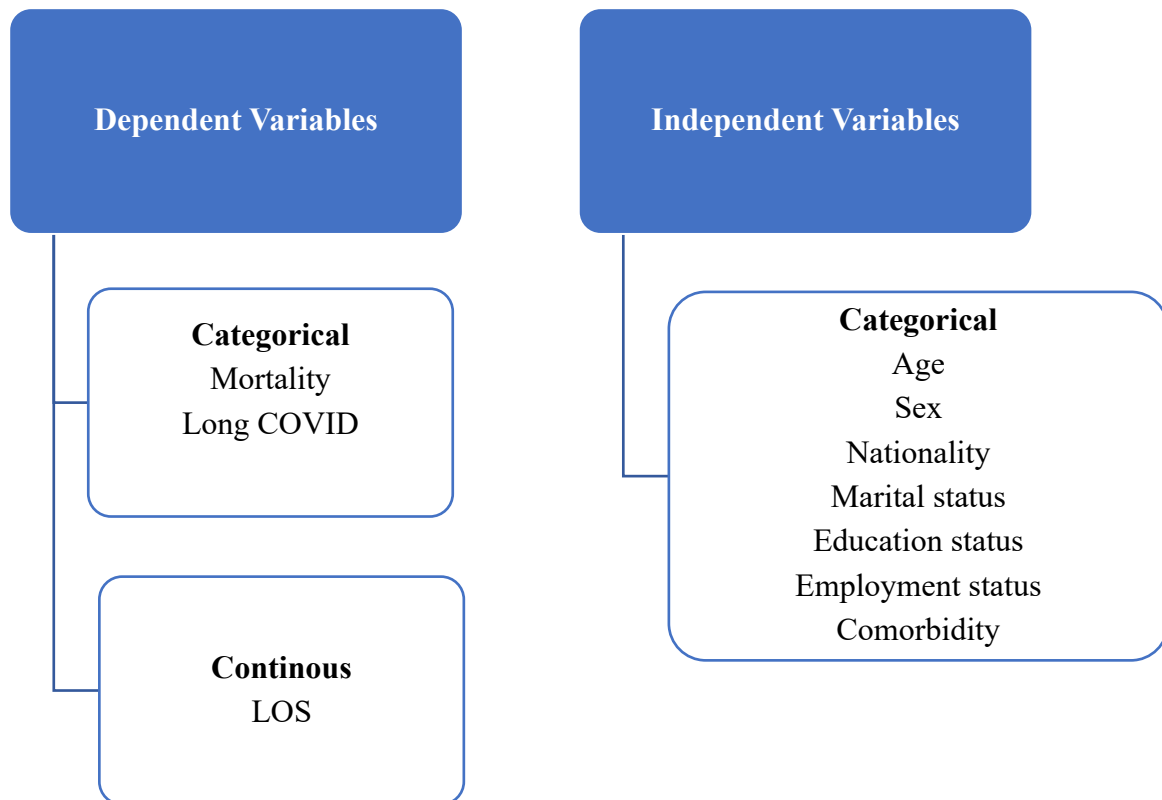 Dependent Variables
Categorical
Mortality
Long COVID
Continous
LOS
Independent Variables
Categorical
Age
Sex
Nationality
Marital status
Education status
Employment status
Comorbidity